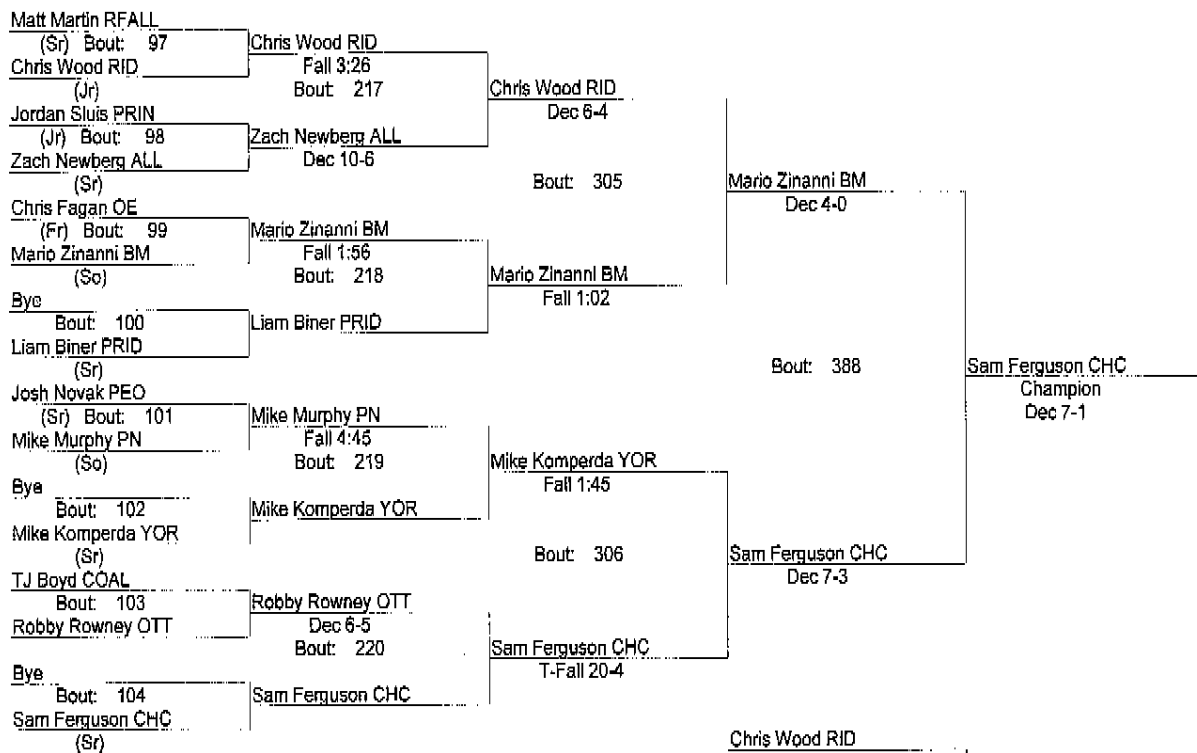 Matt Martin RFALL
(Sr) Bout: 97
Chris Wood RID
(Jr)
Jordan Sluis PRIN
(Jr) Bout: 98
Zach Newberg ALL
(Sr)
Chris Fagan OE
(Fr) Bout: 99
Mario Zinanni BM
(So)
Bye
Bout: 100
Liam Biner PRID
(Sr)
Josh Novak PEO
(Sr) Bout: 101
Mike Murphy PN
(So)
Bye
Bout: 102
Mike Komperda YOR
(Sr)
TJ Boyd COAL
Bout: 103
Robby Rowney OTT
Bye
Bout: 104
Sam Ferguson CHC
(Sr)
Chris Wood RID
Fall 3:26
Bout: 217
Zach Newberg ALL
Dec 10-6
Mario Zinanni BM
Fall 1:56
Bout: 218
Liam Biner PRID
Mike Murphy PN
Fall 4:45
Bout: 219
Mike Komperda YOR
Robby Rowney OTT
Dec 6-5
Bout: 220
Sam Ferguson CHC
Chris Wood RID
Dec 6-4
Bout: 305
Mario Zinanni BM
Fall 1:02
Mike Komperda YOR
Fall 1:45
Bout: 306
Sam Ferguson CHC
T-Fall 20-4
Mario Zinanni BM
Dec 4-0
Bout: 388
Sam Ferguson CHC
Dec 7-3
Sam Ferguson CHC
Champion
Dec 7-1
Chris Wood RID